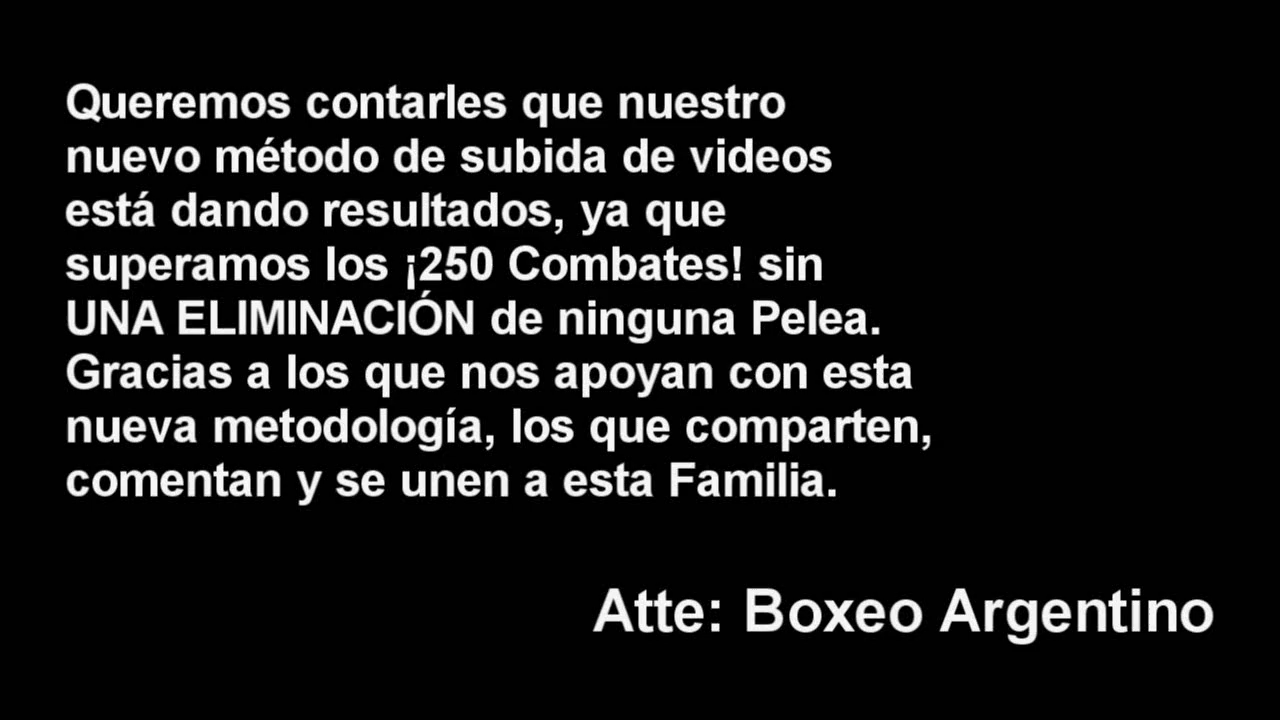 Queremos contarles que nuestro
nuevo método de subida de videos
está dando resultados, ya que
superamos los ¡250 Combates! sin
UNA ELIMINACIÓN de ninguna Pelea.
Gracias a los que nos apoyan con esta
nueva metodología, los que comparten,
comentan y se unen a esta Familia.
Atte: Boxeo Argentino